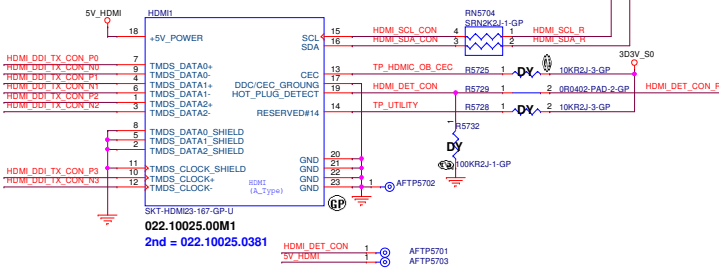 5V_HDMI
HDMI1
RN5704
SRN2K2J-1-GP
18 +5V_POWER
SCL 15 HDMI_SCL_CON 4 1 HDMI_SCL_R
SDA 16 HDMI_SDA_CON 3 2 HDMI_SDA_R
3D3V_S0
HDMI_DDI_TX_CON_P0 7 TMDS_DATA0+
HDMI_DDI_TX_CON_N0 9 TMDS_DATA0-
HDMI_DDI_TX_CON_P1 4 TMDS_DATA1+
HDMI_DDI_TX_CON_N1 6 TMDS_DATA1-
HDMI_DDI_TX_CON_P2 1 TMDS_DATA2+
HDMI_DDI_TX_CON_N2 3 TMDS_DATA2-
CEC 13 TP_HDMIC_OB_CEC R5725 1 DY 10KR2J-3-GP
DDC/CEC_GROUNG 17
HOT_PLUG_DETECT 19 HDMI_DET_CON R5729 1 2 0R0402-PAD-2-GP HDMI_DET_CON_R
RESERVED#14 14 TP_UTILITY R5728 1 DY 2 10KR2J-3-GP
8 TMDS_DATA0_SHIELD
5 TMDS_DATA1_SHIELD
2 TMDS_DATA2_SHIELD
1 R5732
DY
100KR2J-1-GP
11 TMDS_CLOCK_SHIELD
HDMI_DDI_TX_CON_P3 10 TMDS_CLOCK+
HDMI_DDI_TX_CON_N3 12 TMDS_CLOCK-
GND 20
GND 21
GND 22
GND 23
1 AFTP5702
HDMI
(A_Type)
GP
SKT-HDMI23-167-GP-U
022.10025.00M1
2nd = 022.10025.0381
HDMI_DET_CON 1 AFTP5701
5V_HDMI 1 AFTP5703